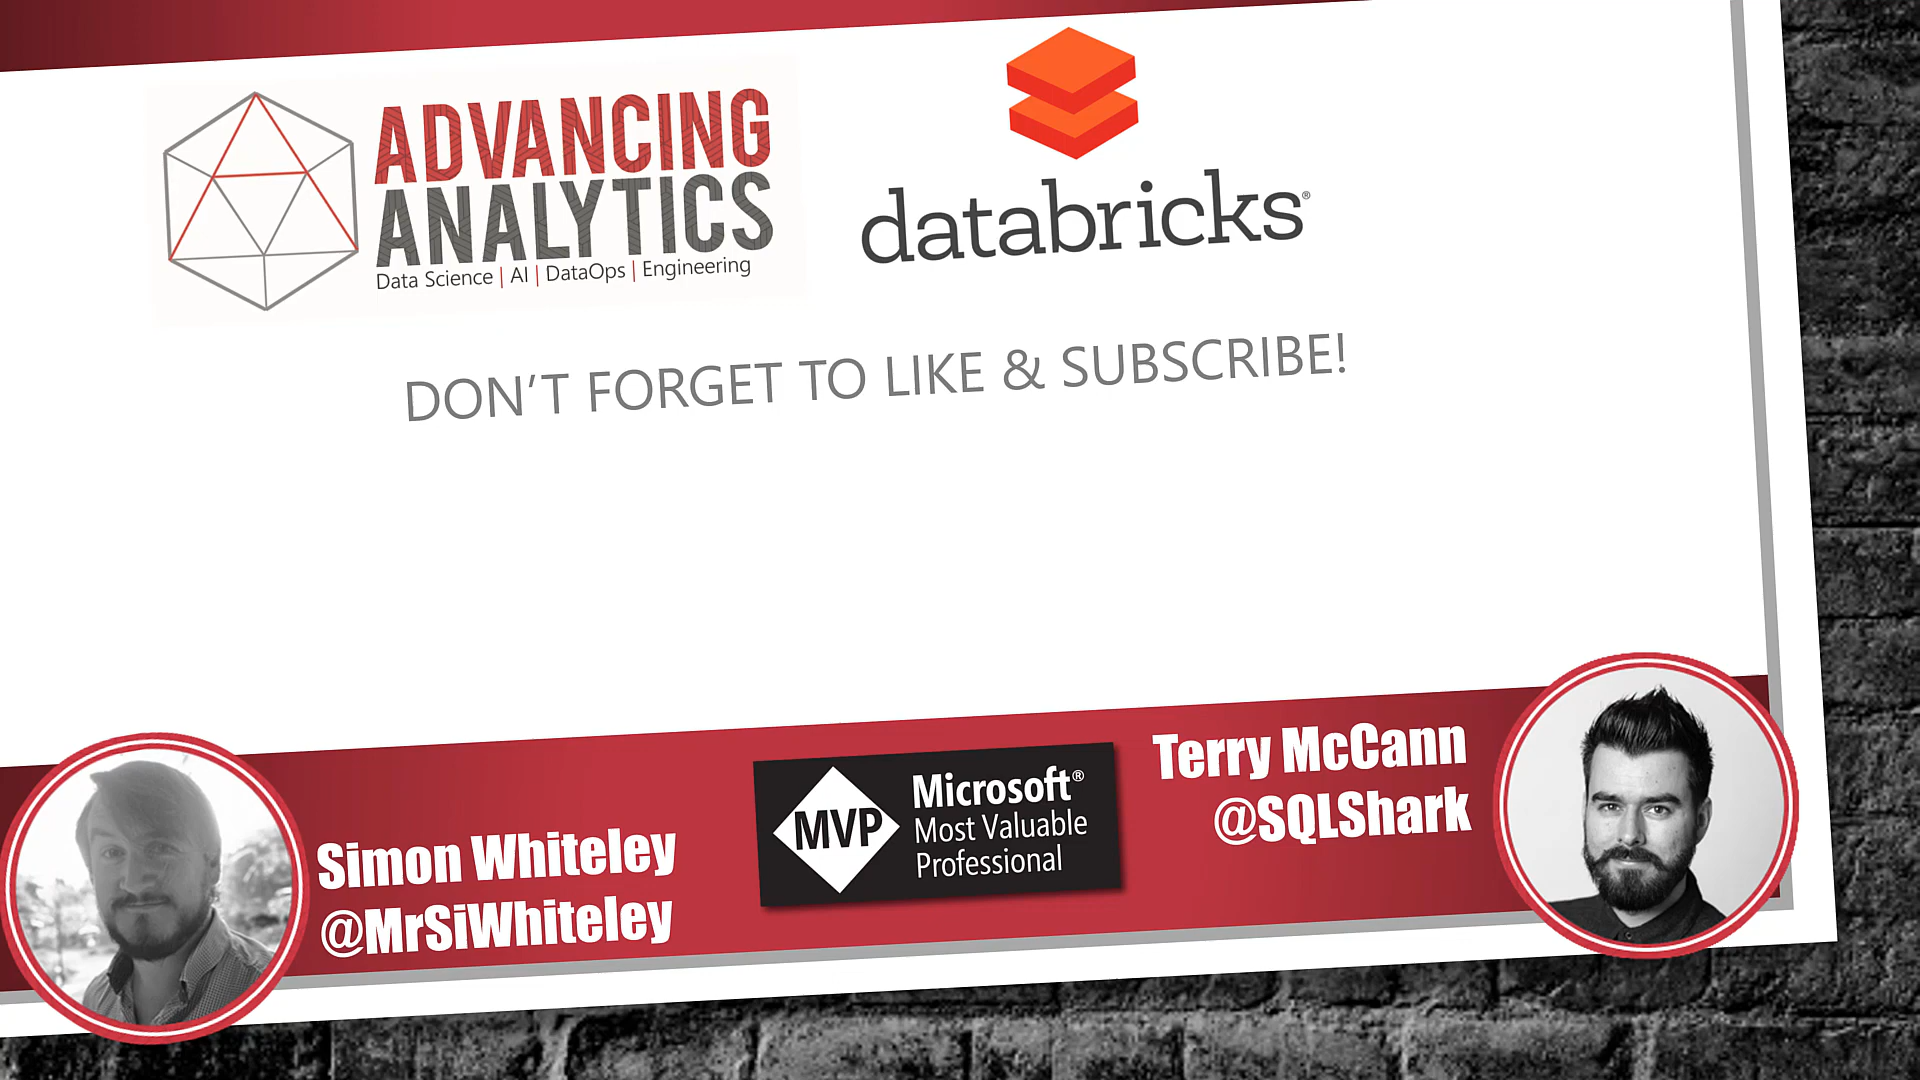 ADVANCING
ANALYTICS
Data Science | AI | DataOps | Engineering
databricks®
DON’T FORGET TO LIKE & SUBSCRIBE!
Simon Whiteley
@MrSiWhiteley
MVP
Microsoft®
Most Valuable
Professional
Terry McCann
@SQLShark